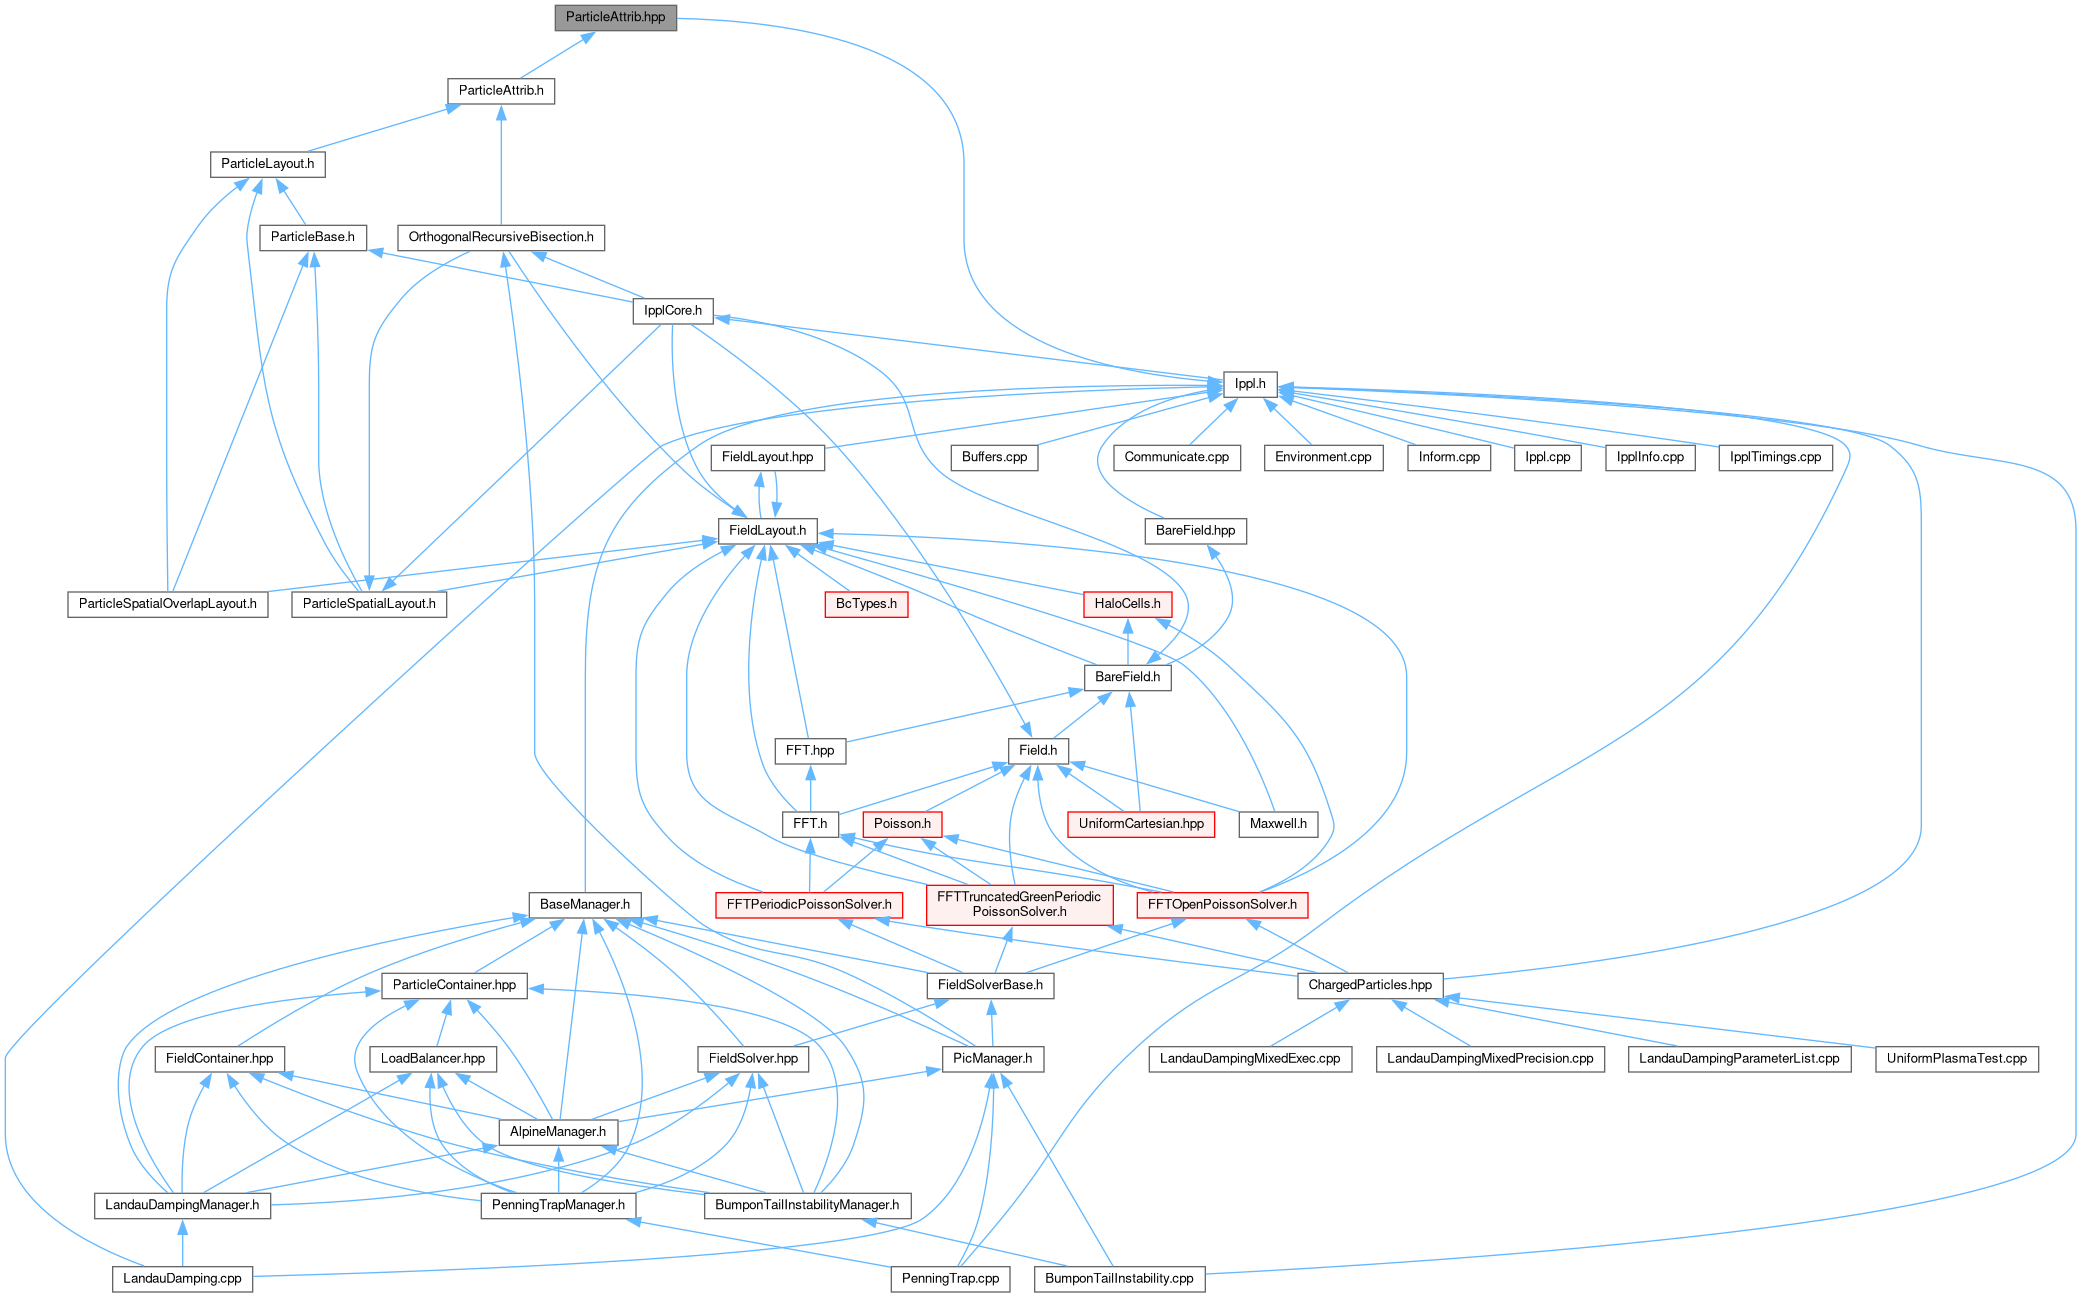 ParticleAttrib.hpp
ParticleAttrib.h
ParticleLayout.h
ParticleBase.h
OrthogonalRecursiveBisection.h
IpplCore.h
Ippl.h
FieldLayout.hpp
Buffers.cpp
Communicate.cpp
Environment.cpp
Inform.cpp
Ippl.cpp
IpplInfo.cpp
IpplTimings.cpp
FieldLayout.h
BareField.hpp
ParticleSpatialOverlapLayout.h
ParticleSpatialLayout.h
BcTypes.h
HaloCells.h
BareField.h
FFT.hpp
Field.h
FFT.h
Poisson.h
UniformCartesian.hpp
Maxwell.h
BaseManager.h
FFTPeriodicPoissonSolver.h
FFTTruncatedGreenPeriodic
PoissonSolver.h
FFTOpenPoissonSolver.h
ParticleContainer.hpp
FieldSolverBase.h
ChargedParticles.hpp
FieldContainer.hpp
LoadBalancer.hpp
FieldSolver.hpp
PicManager.h
LandauDampingMixedExec.cpp
LandauDampingMixedPrecision.cpp
LandauDampingParameterList.cpp
UniformPlasmaTest.cpp
AlpineManager.h
LandauDampingManager.h
PenningTrapManager.h
BumponTailInstabilityManager.h
LandauDamping.cpp
PenningTrap.cpp
BumponTailInstability.cpp